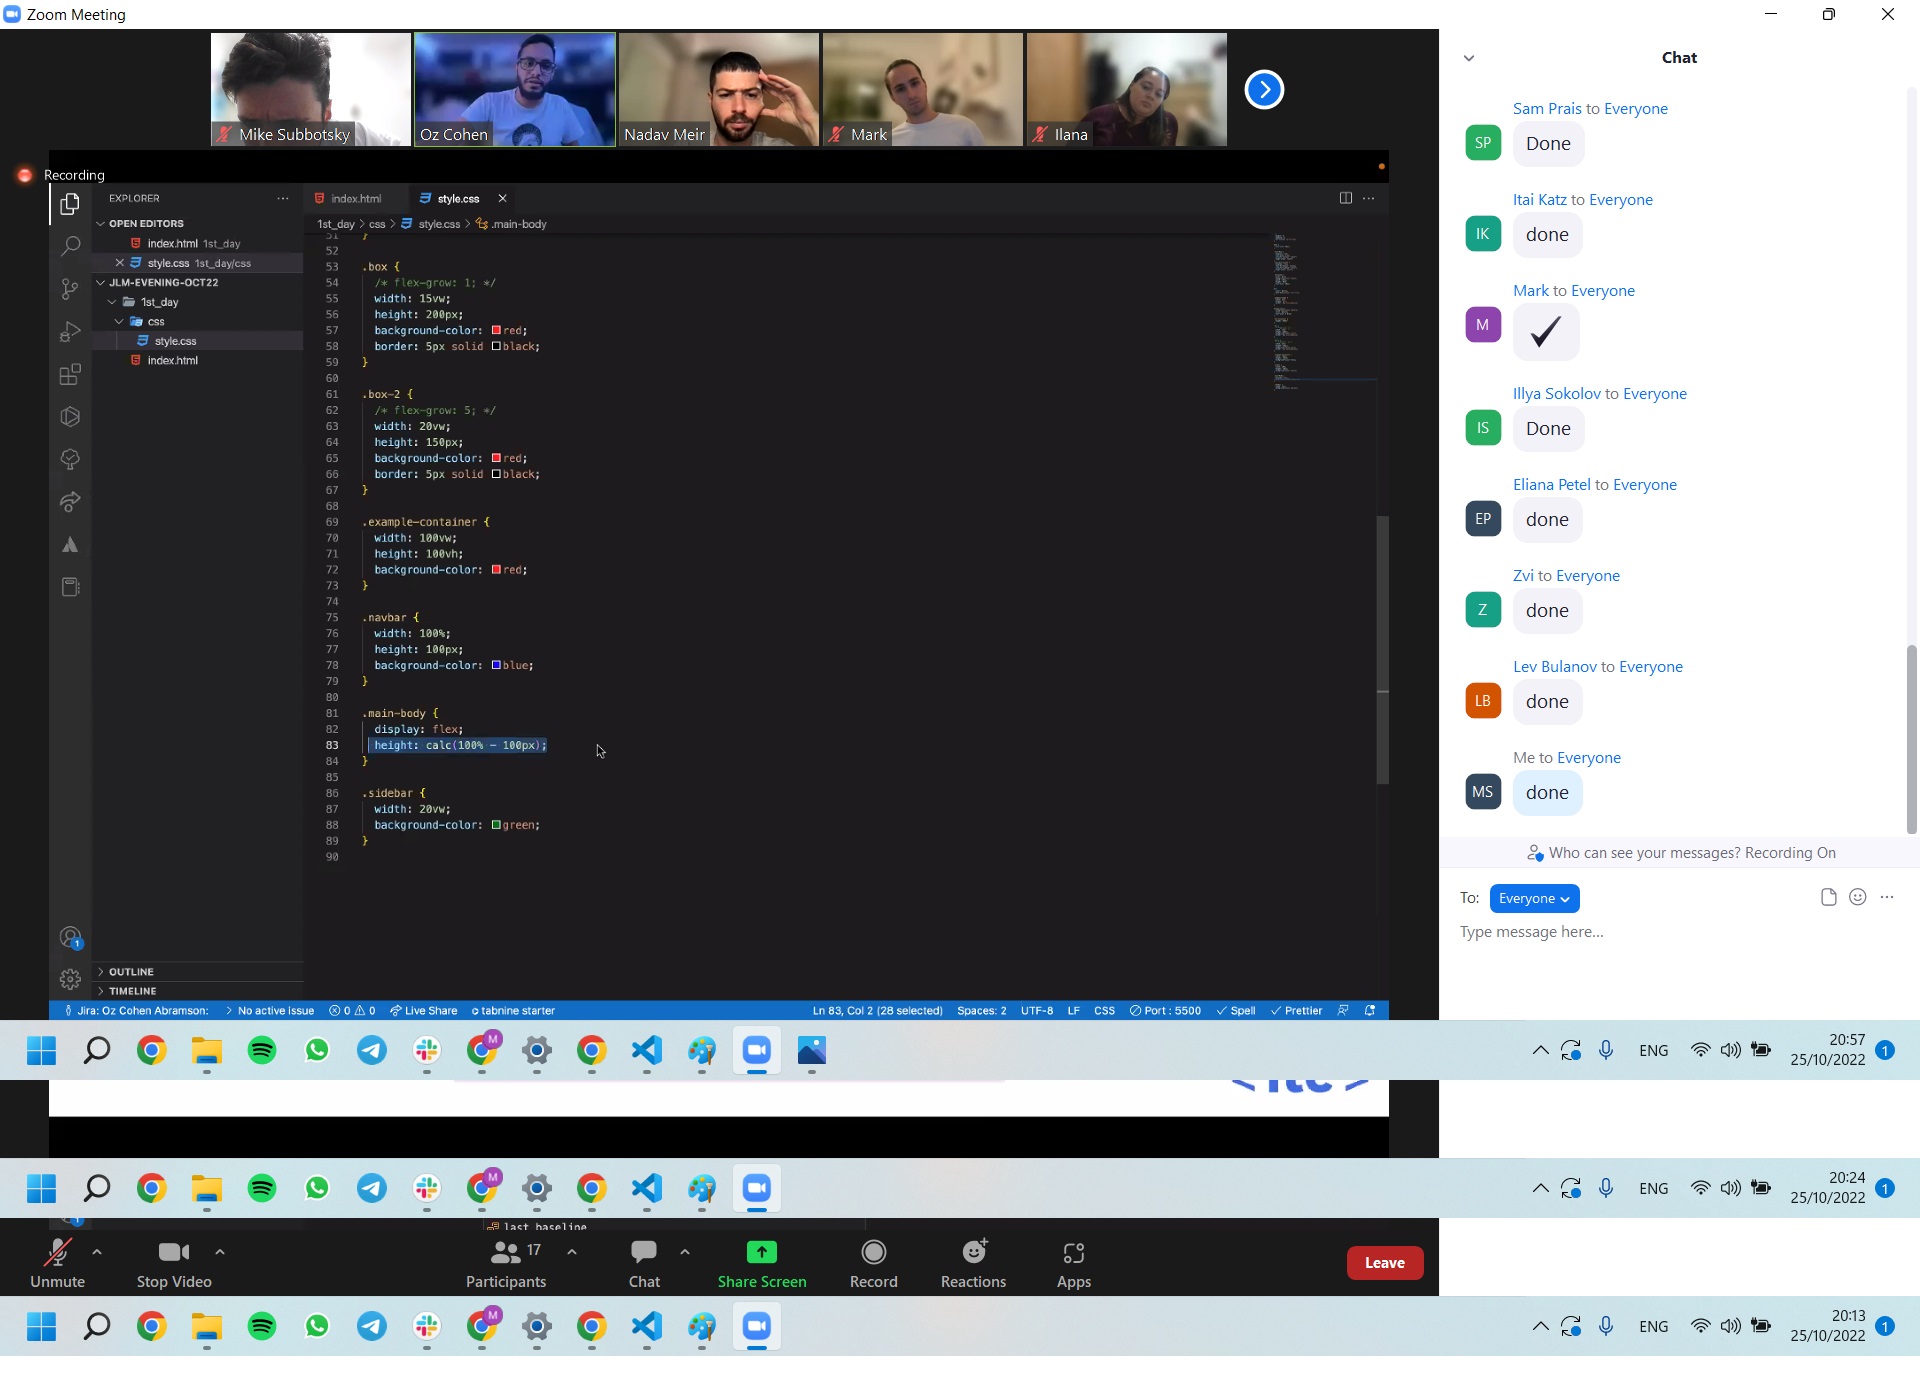 Zoom Meeting
Mike Subbotsky
Oz Cohen
Nadav Meir
Mark
Ilana
Recording
EXPLORER
OPEN EDITORS
index.html 1st_day
style.css 1st_day/css
JLM-EVENING-OCT22
1st_day
css
style.css
index.html
OUTLINE
TIMELINE
index.html
style.css
1st_day > css > style.css > .main-body
51 }
52
53 .box {
54 /* flex-grow: 1; */
55 width: 15vw;
56 height: 200px;
57 background-color: red;
58 border: 5px solid black;
59 }
60
61 .box-2 {
62 /* flex-grow: 5; */
63 width: 20vw;
64 height: 150px;
65 background-color: red;
66 border: 5px solid black;
67 }
68
69 .example-container {
70 width: 100vw;
71 height: 100vh;
72 background-color: red;
73 }
74
75 .navbar {
76 width: 100%;
77 height: 100px;
78 background-color: blue;
79 }
80
81 .main-body {
82 display: flex;
83 height: calc(100% - 100px);
84 }
85
86 .sidebar {
87 width: 20vw;
88 background-color: green;
89 }
90
1
Jira: Oz Cohen Abramson: > No active issue 0 0 Live Share tabnine starter Ln 83, Col 2 (28 selected) Spaces: 2 UTF-8 LF CSS Port : 5500 Spell Prettier
Chat
Sam Prais to Everyone
SP Done
Itai Katz to Everyone
IK done
Mark to Everyone
M ✔
Illya Sokolov to Everyone
IS Done
Eliana Petel to Everyone
EP done
Zvi to Everyone
Z done
Lev Bulanov to Everyone
LB done
Me to Everyone
MS done
Who can see your messages? Recording On
To: Everyone
Type message here...
M ENG 20:57
25/10/2022 1
M ENG 20:24
25/10/2022 1
last baseline
17
Unmute Stop Video Participants Chat Share Screen Record Reactions Apps Leave
M ENG 20:13
25/10/2022 1